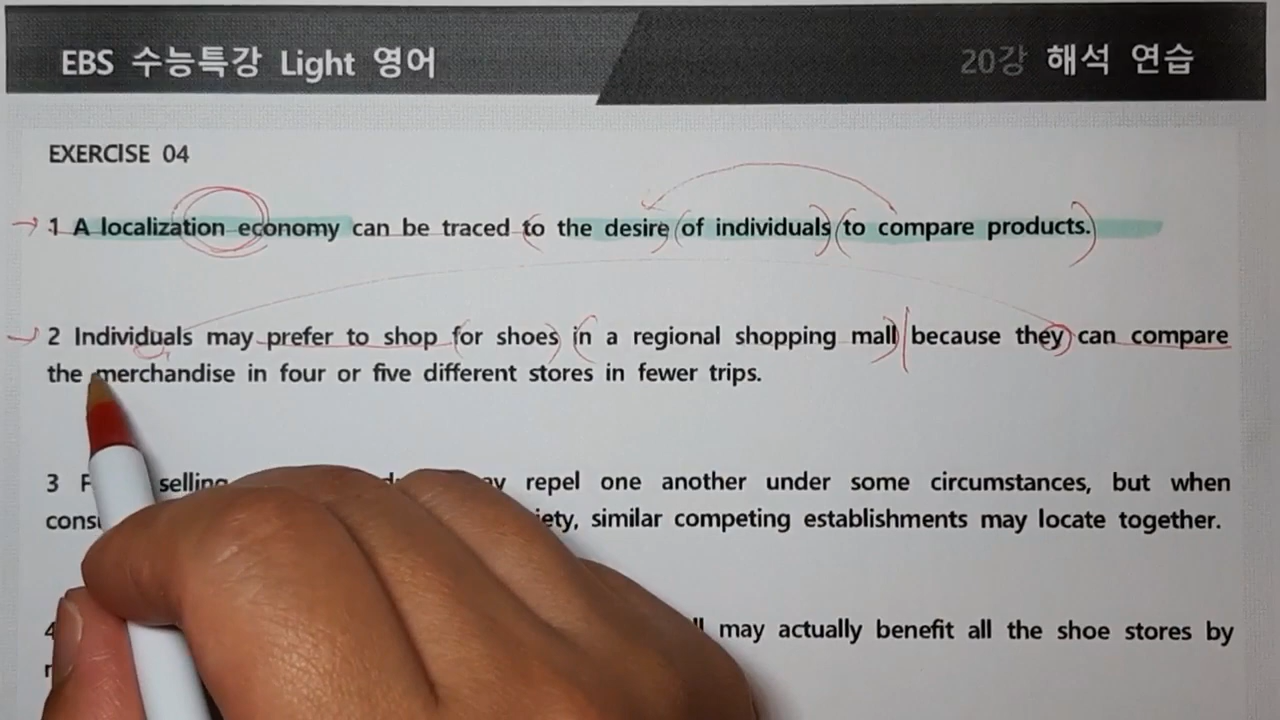 EBS 수능특강 Light 영어
20강 해석 연습
EXERCISE 04
1 A localization economy can be traced to the desire of individuals to compare products.
2 Individuals may prefer to shop for shoes in a regional shopping mall because they can compare
the merchandise in four or five different stores in fewer trips.
3 selling repel one another under some circumstances, but when
similar competing establishments may locate together.
4 may actually benefit all the shoe stores by